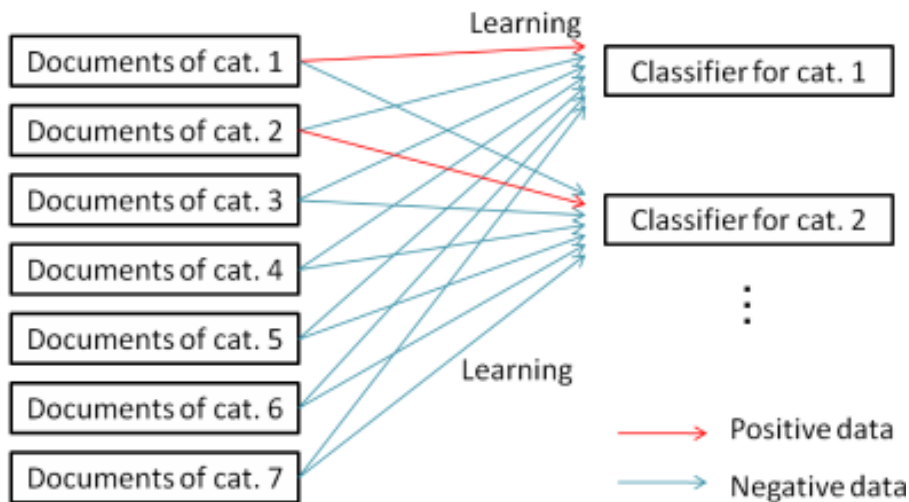 Learning
Documents of cat. 1
Classifier for cat. 1
Documents of cat. 2
Documents of cat. 3
Classifier for cat. 2
Documents of cat. 4
Documents of cat. 5
Learning
Documents of cat. 6
Positive data
Documents of cat. 7
Negative data